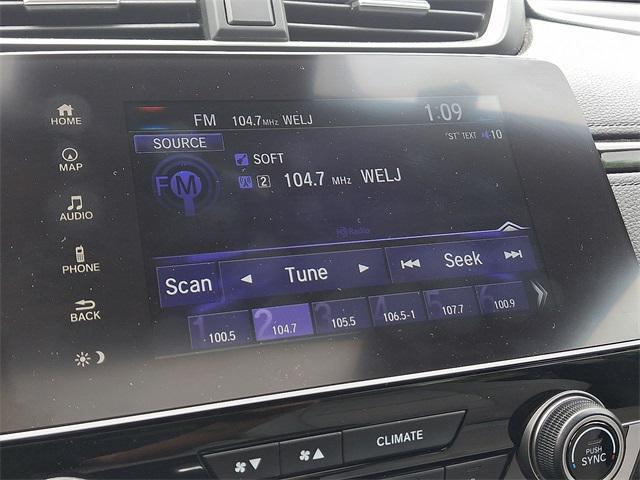 HOME
MAP
AUDIO
PHONE
BACK
FM 104.7 MHz WELJ 1:09
SOURCE
"ST" TEXT 10
FM
SOFT
2 104.7 MHz WELJ
HD Radio
Scan Tune Seek
1 100.5 2 104.7 3 105.5 4 106.5-1 5 107.7 6 100.9
CLIMATE
PUSH
SYNC